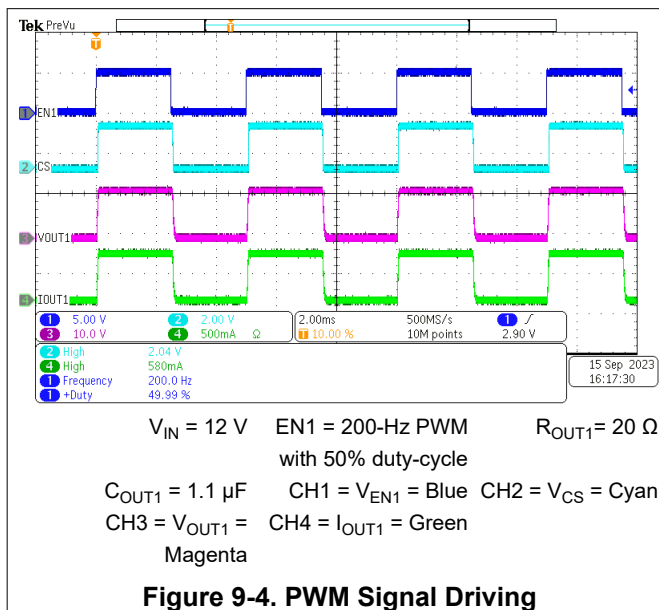 Tek PreVu
T
T
1 EN1
2 CS
3 VOUT1
4 IOUT1
1 5.00 V 2 2.00 V 2.00ms 500MS/s 1
3 10.0 V 4 500mA Ω T 10.00 % 10M points 2.90 V
2 High 2.04 V
4 High 580mA
1 Frequency 200.0 Hz
1 +Duty 49.99 %
15 Sep 2023
16:17:30
VIN = 12 V EN1 = 200-Hz PWM ROUT1= 20 Ω
with 50% duty-cycle
COUT1 = 1.1 µF CH1 = VEN1 = Blue CH2 = VCS = Cyan
CH3 = VOUT1 = CH4 = IOUT1 = Green
Magenta
Figure 9-4. PWM Signal Driving